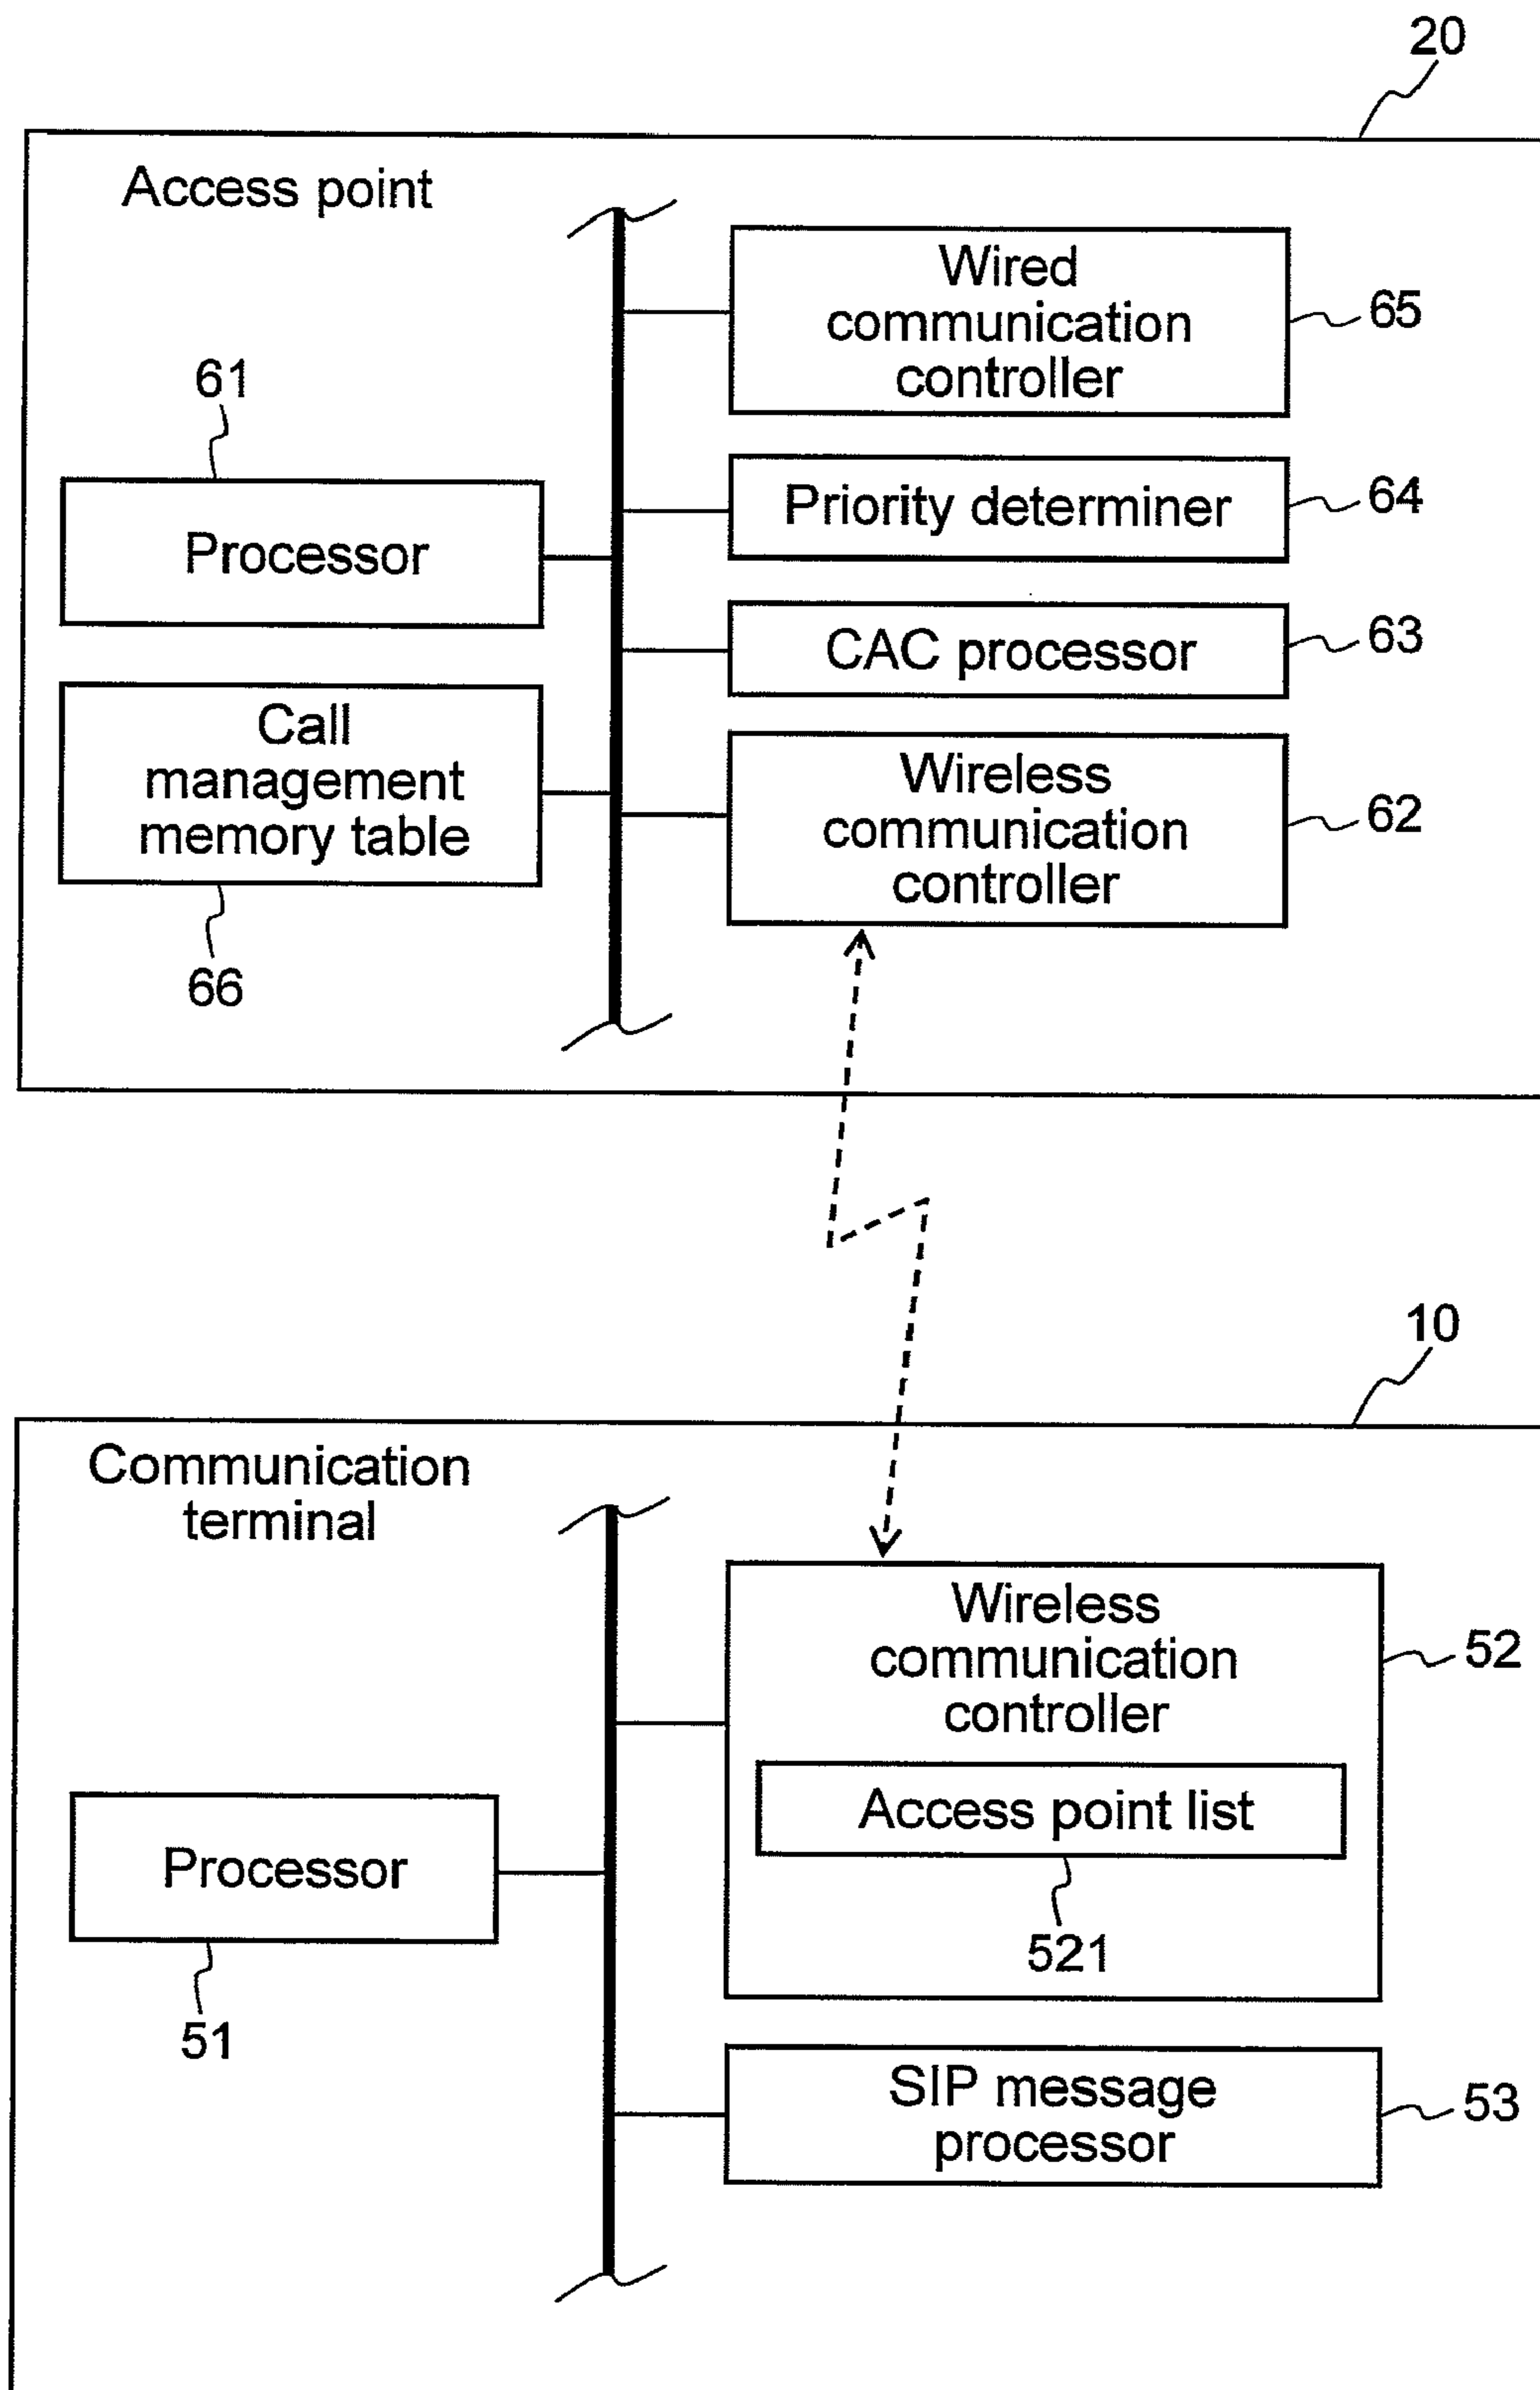 20
Access point
Wired
communication
controller
65
61
Priority determiner
64
Processor
CAC processor
63
Call
management
memory table
Wireless
communication
controller
62
66
10
Communication
terminal
Wireless
communication
controller
52
Access point list
521
Processor
51
SIP message
processor
53